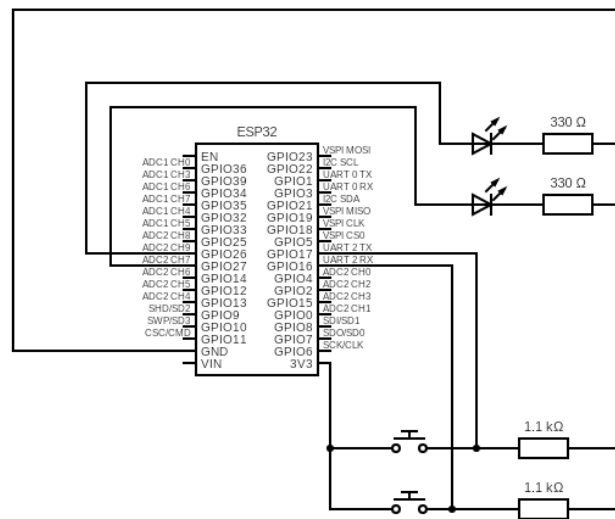 330 Ω
330 Ω
ESP32
EN
ADC1 CH0 GPIO36
ADC1 CH3 GPIO39
ADC1 CH6 GPIO34
ADC1 CH7 GPIO35
ADC1 CH4 GPIO32
ADC1 CH5 GPIO33
ADC2 CH8 GPIO25
ADC2 CH9 GPIO26
ADC2 CH7 GPIO27
ADC2 CH6 GPIO14
ADC2 CH5 GPIO12
ADC2 CH4 GPIO13
SHD/SD2 GPIO9
SWP/SD3 GPIO10
CSC/CMD GPIO11
GND
VIN
GPIO23 VSPI MOSI
GPIO22 I2C SCL
GPIO1 UART 0 TX
GPIO3 UART 0 RX
GPIO21 I2C SDA
GPIO19 VSPI MISO
GPIO18 VSPI CLK
GPIO5 VSPI CS0
GPIO17 UART 2 TX
GPIO16 UART 2 RX
GPIO4 ADC2 CH0
GPIO2 ADC2 CH2
GPIO15 ADC2 CH3
GPIO0 ADC2 CH1
GPIO8 SDI/SD1
GPIO7 SDO/SD0
GPIO6 SCK/CLK
3V3
1.1 kΩ
1.1 kΩ